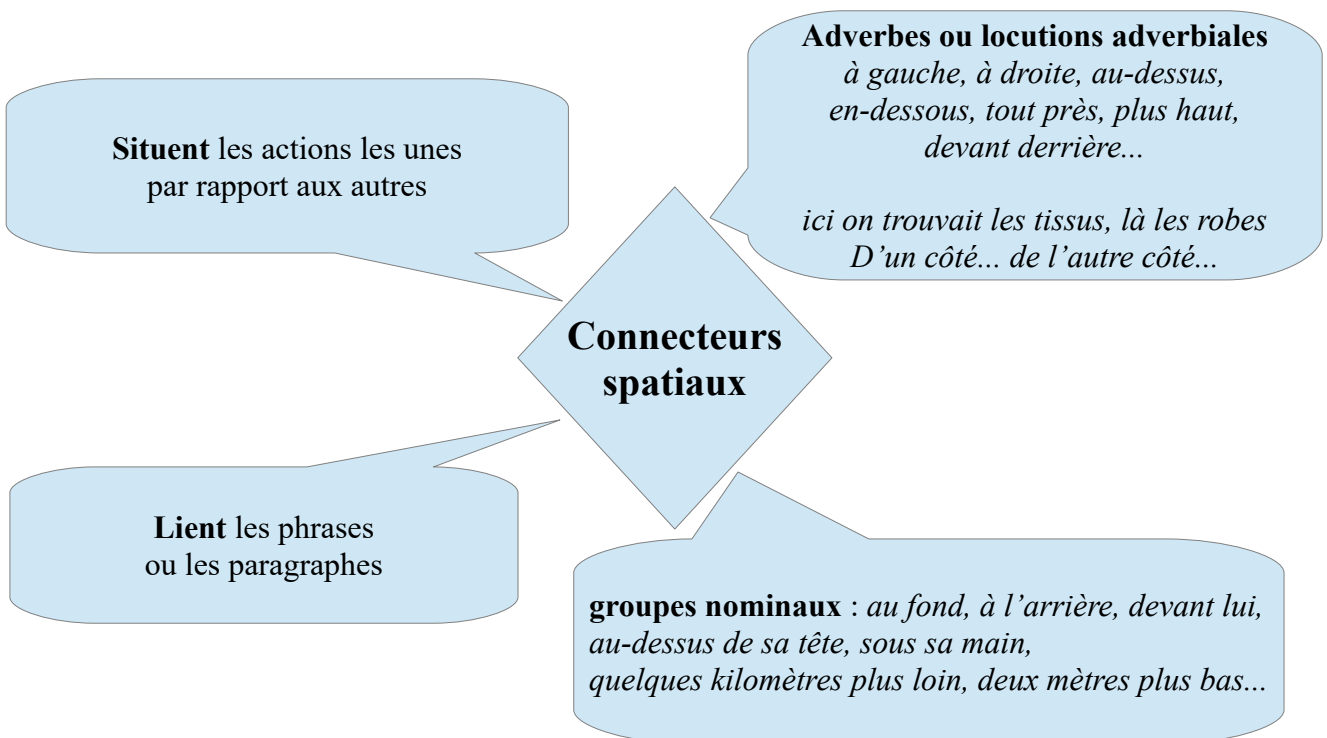 Adverbes ou locutions adverbiales
à gauche, à droite, au-dessus,
en-dessous, tout près, plus haut,
devant derrière...
ici on trouvait les tissus, là les robes
D’un côté... de l’autre côté...
Situent les actions les unes
par rapport aux autres
Connecteurs
spatiaux
Lient les phrases
ou les paragraphes
groupes nominaux : au fond, à l’arrière, devant lui,
au-dessus de sa tête, sous sa main,
quelques kilomètres plus loin, deux mètres plus bas...